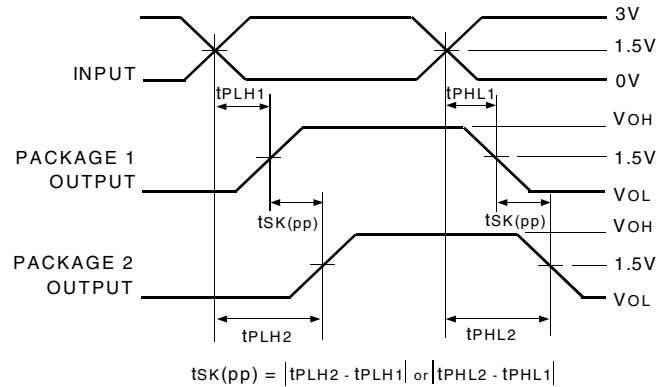 3V
1.5V
INPUT
0V
tPLH1
tPHL1
VOH
PACKAGE 1
OUTPUT
1.5V
VOL
tSK(pp)
tSK(pp)
VOH
PACKAGE 2
OUTPUT
1.5V
VOL
tPLH2
tPHL2
tSK(pp) = |tPLH2 - tPLH1| or |tPHL2 - tPHL1|